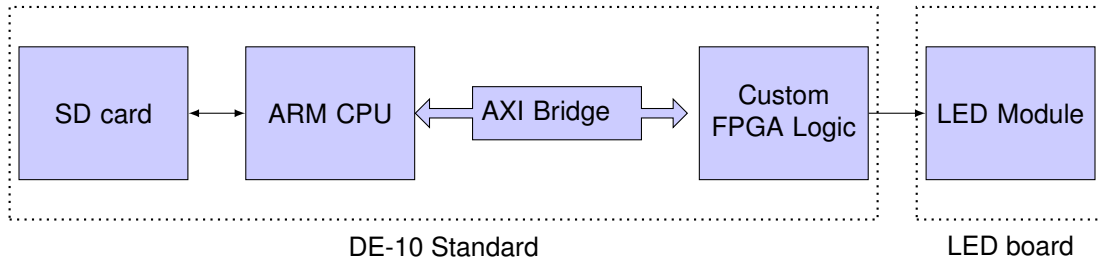 SD card
ARM CPU
AXI Bridge
Custom
FPGA Logic
LED Module
DE-10 Standard
LED board